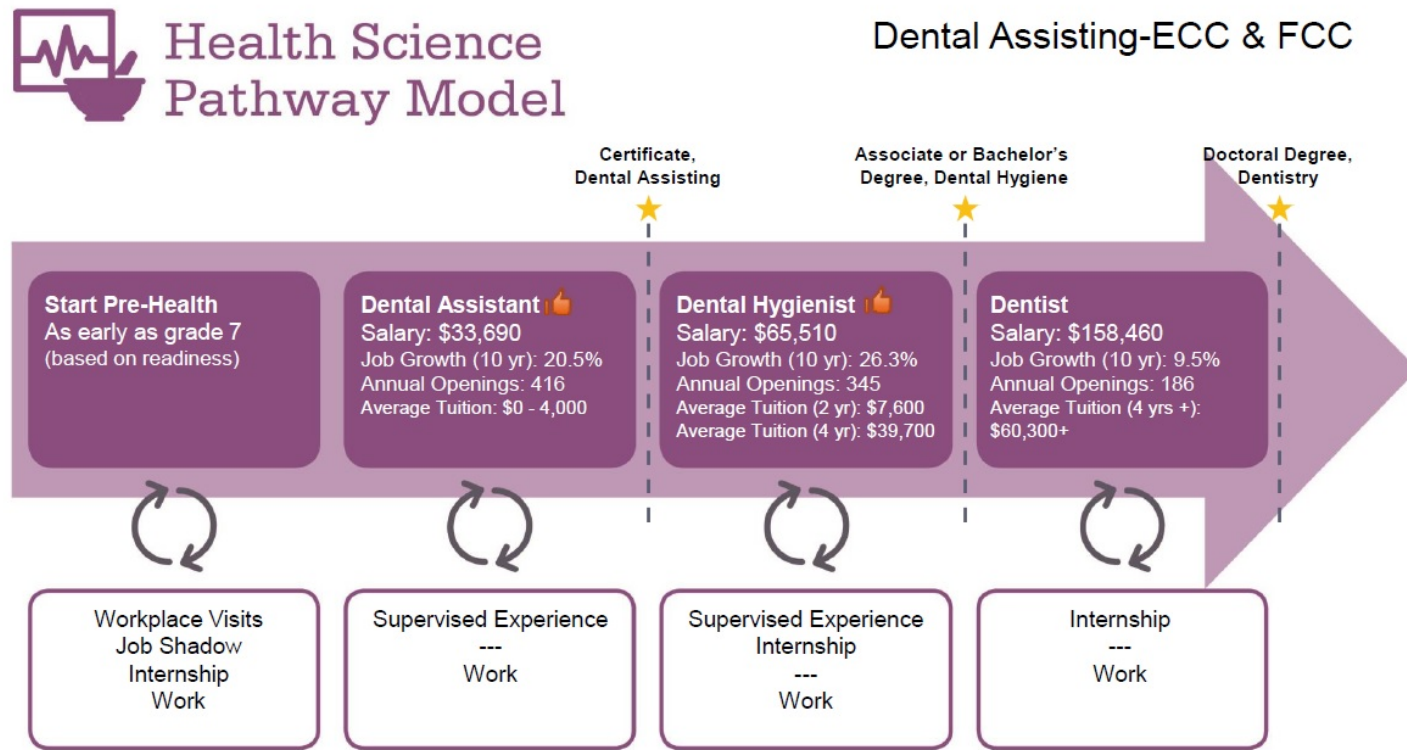 Health Science
Pathway Model
Dental Assisting-ECC & FCC
Certificate,
Dental Assisting
Associate or Bachelor's
Degree, Dental Hygiene
Doctoral Degree,
Dentistry
Start Pre-Health
As early as grade 7
(based on readiness)
Dental Assistant
Salary: $33,690
Job Growth (10 yr): 20.5%
Annual Openings: 416
Average Tuition: $0 - 4,000
Dental Hygienist
Salary: $65,510
Job Growth (10 yr): 26.3%
Annual Openings: 345
Average Tuition (2 yr): $7,600
Average Tuition (4 yr): $39,700
Dentist
Salary: $158,460
Job Growth (10 yr): 9.5%
Annual Openings: 186
Average Tuition (4 yrs +):
$60,300+
Workplace Visits
Job Shadow
Internship
Work
Supervised Experience
---
Work
Supervised Experience
Internship
---
Work
Internship
---
Work